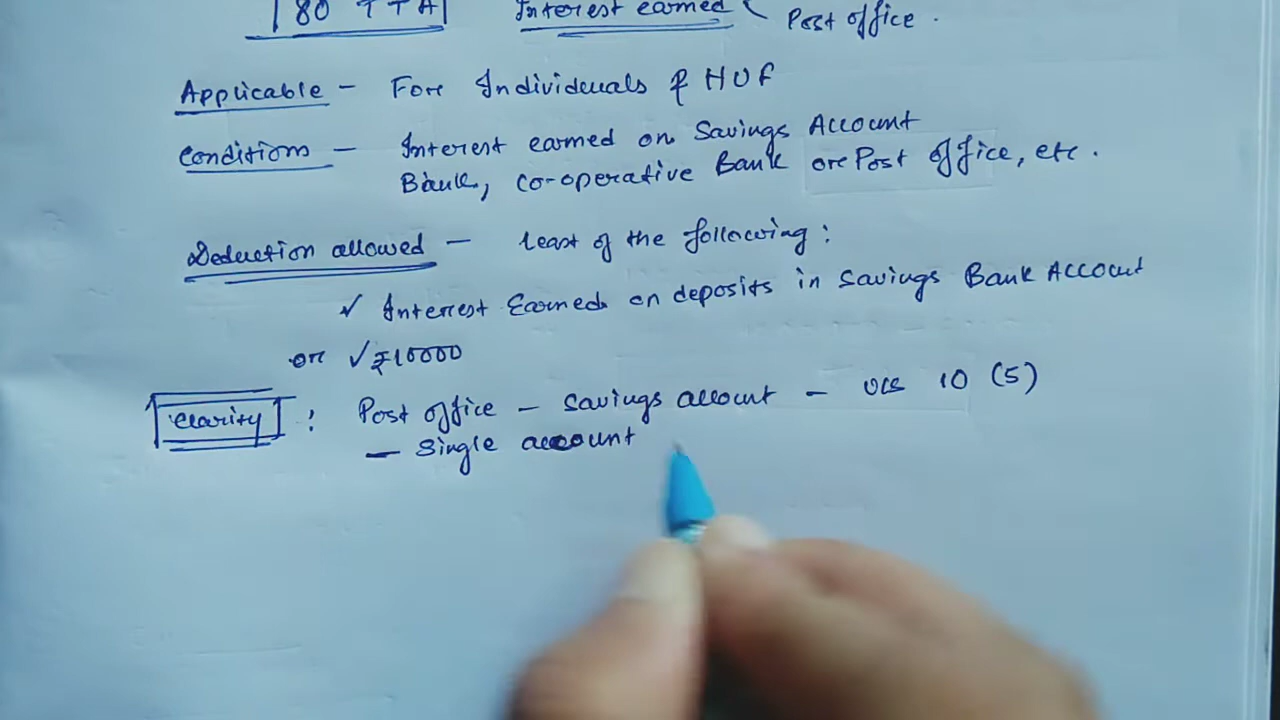 80 TTA Interest earned
Post office.
Applicable - For Individuals & HUF
Condition - Interest earned on Savings Account
Bank, co-operative Bank or Post office, etc.
Deduction allowed - least of the following:
✓ Interest Earned on deposits in Savings Bank Account
or ✓ ₹10000
Clarity : Post office - Savings account - u/s 10 (5)
- Single account